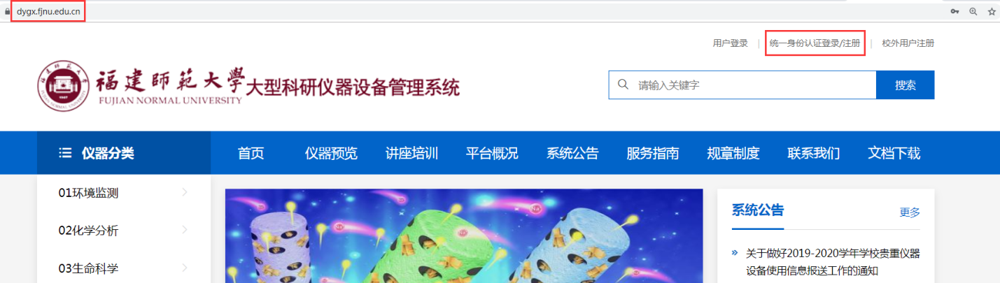 dygx.fjnu.edu.cn
用户登录 | 统一身份认证登录/注册 | 校外用户注册
福建師範大學大型科研仪器设备管理系统
FUJIAN NORMAL UNIVERSITY
请输入关键字
搜索
仪器分类 首页 仪器预览 讲座培训 平台概况 系统公告 服务指南 规章制度 联系我们 文档下载
01环境监测
02化学分析
03生命科学
系统公告 更多
关于做好2019-2020学年学校贵重仪器
设备使用信息报送工作的通知